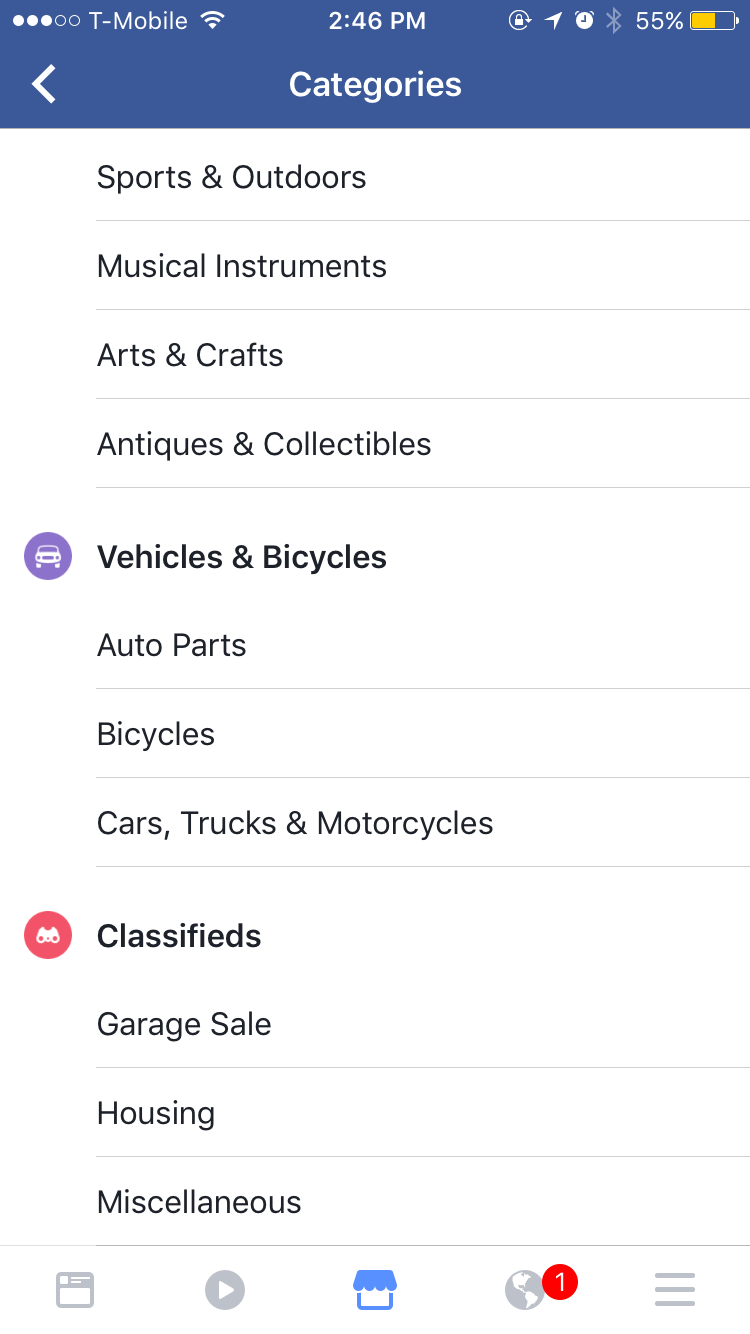 T-Mobile 2:46 PM 55%
Categories
Sports & Outdoors
Musical Instruments
Arts & Crafts
Antiques & Collectibles
Vehicles & Bicycles
Auto Parts
Bicycles
Cars, Trucks & Motorcycles
Classifieds
Garage Sale
Housing
Miscellaneous
1